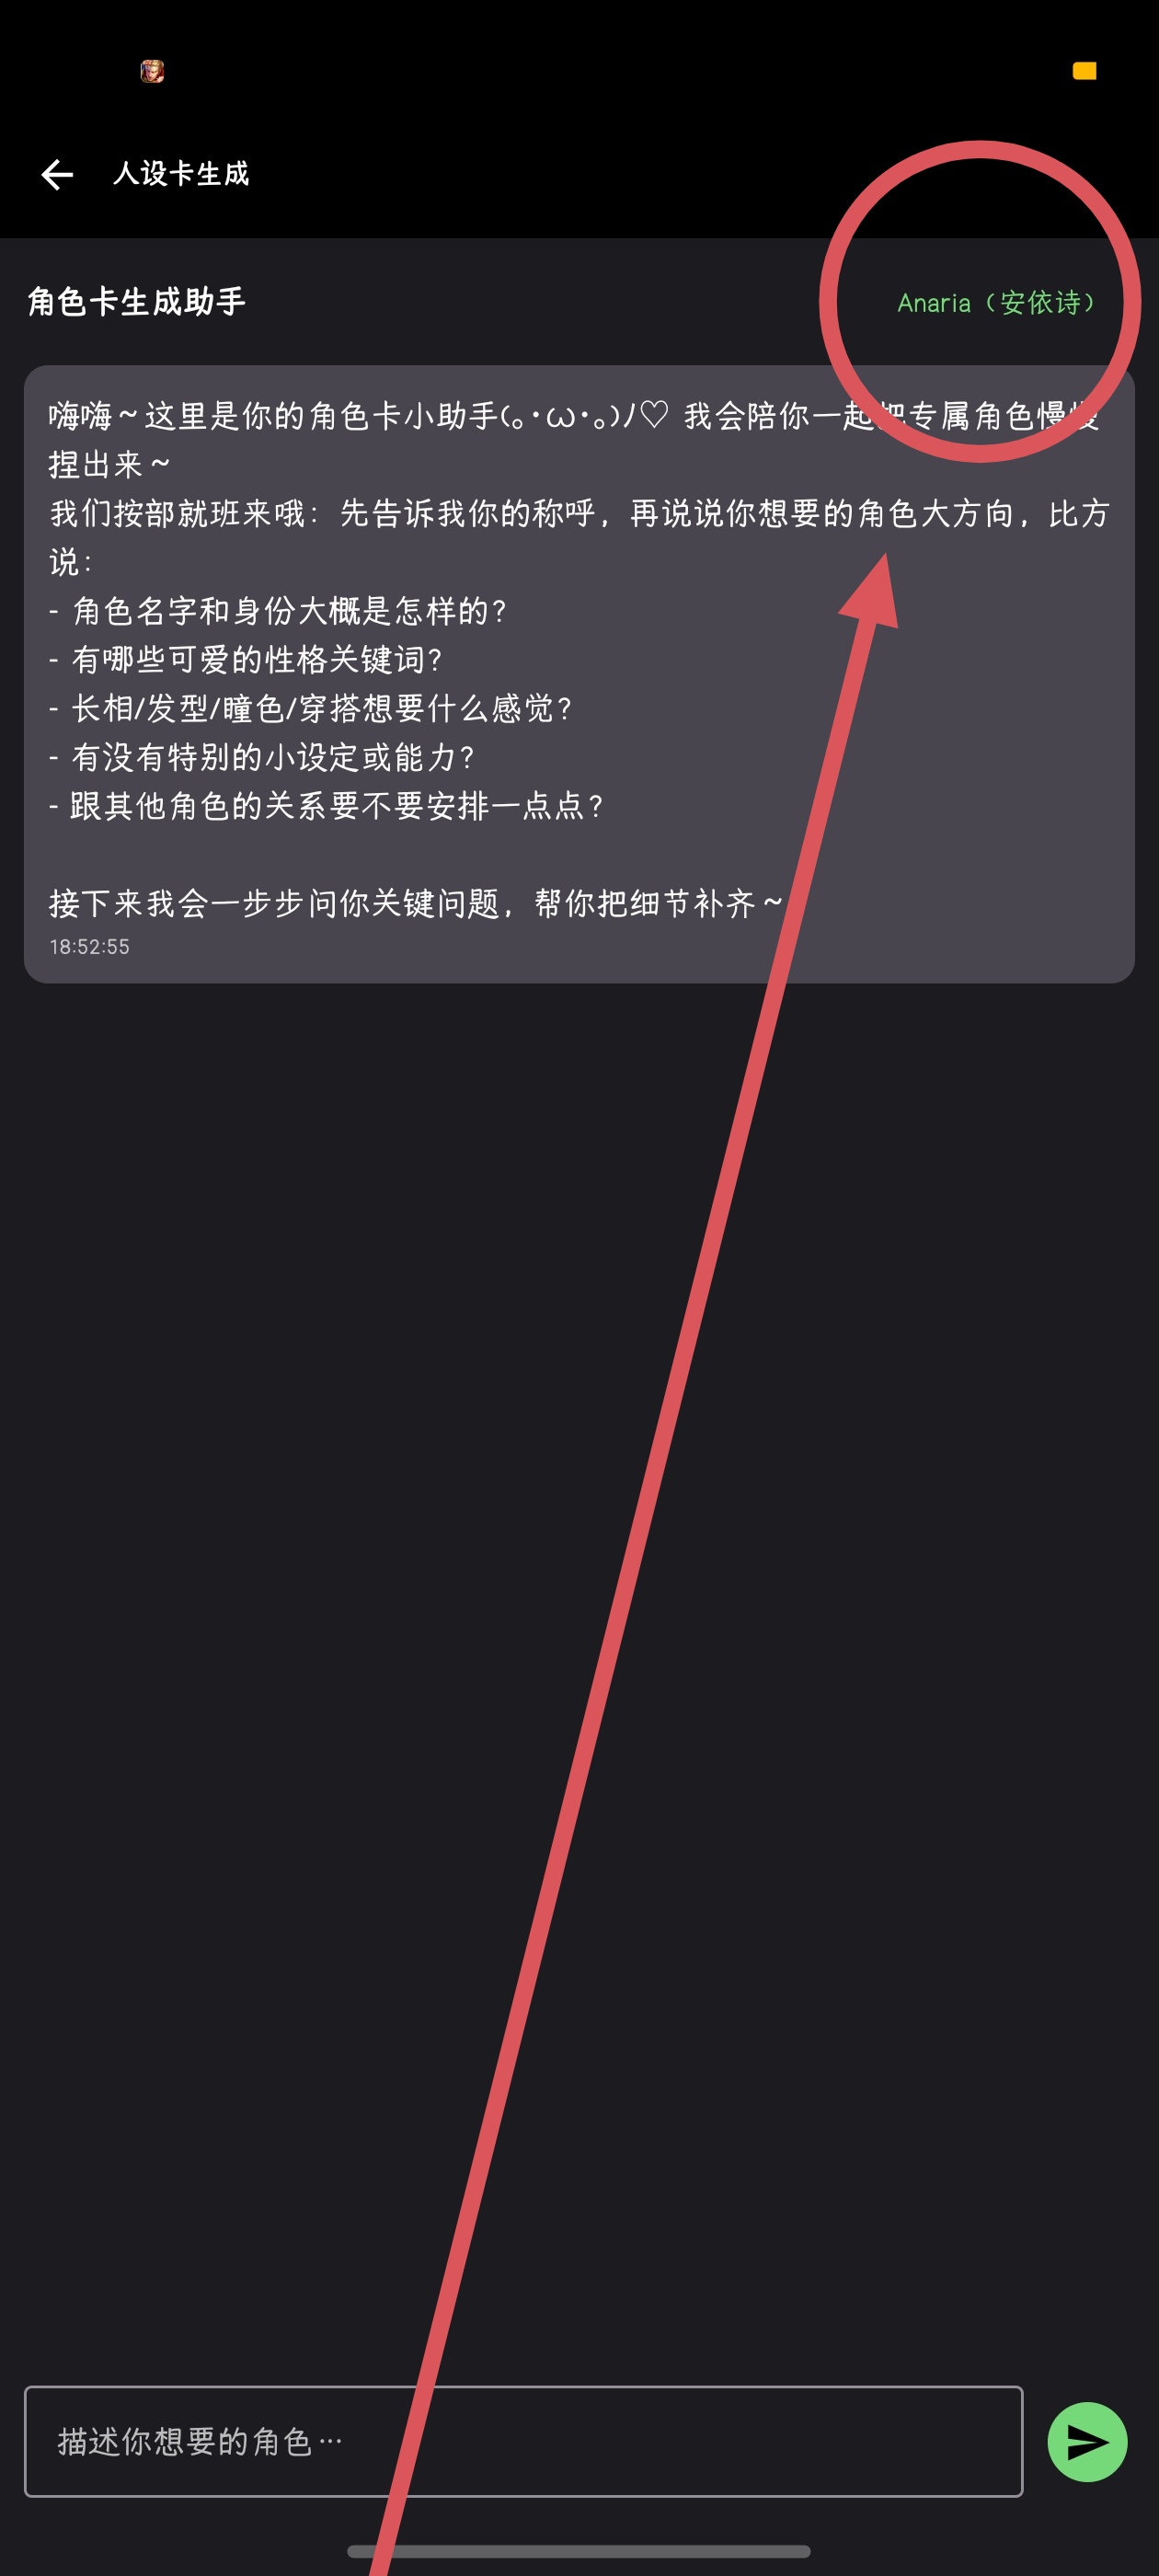 人设卡生成
角色卡生成助手
Anaria（安依诗）
嗨嗨～这里是你的角色卡小助手(｡･ω･｡)ﾉ♡ 我会陪你一起把专属角色慢慢
捏出来～
我们按部就班来哦：先告诉我你的称呼，再说说你想要的角色大方向，比方
说：
- 角色名字和身份大概是怎样的？
- 有哪些可爱的性格关键词？
- 长相/发型/瞳色/穿搭想要什么感觉？
- 有没有特别的小设定或能力？
- 跟其他角色的关系要不要安排一点点？
接下来我会一步步问你关键问题，帮你把细节补齐～
18:52:55
描述你想要的角色…